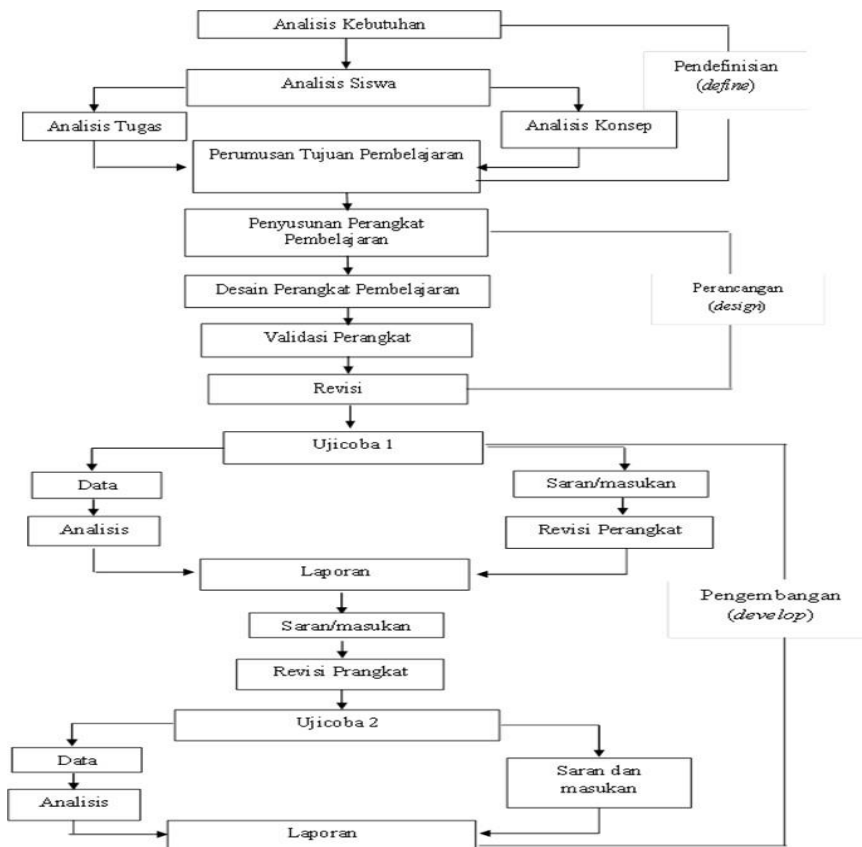 Analisis Kebutuhan
Pendefinisian
(define)
Analisis Siswa
Analisis Tugas
Analisis Konsep
Perumusan Tujuan Pembelajaran
Penyusunan Perangkat
Pembelajaran
Desain Perangkat Pembelajaran
Perancangan
(design)
Validasi Perangkat
Revisi
Ujicoba 1
Data
Saran/masukan
Analisis
Revisi Perangkat
Laporan
Pengembangan
(develop)
Saran/masukan
Revisi Prangkat
Ujicoba 2
Data
Saran dan
masukan
Analisis
Laporan